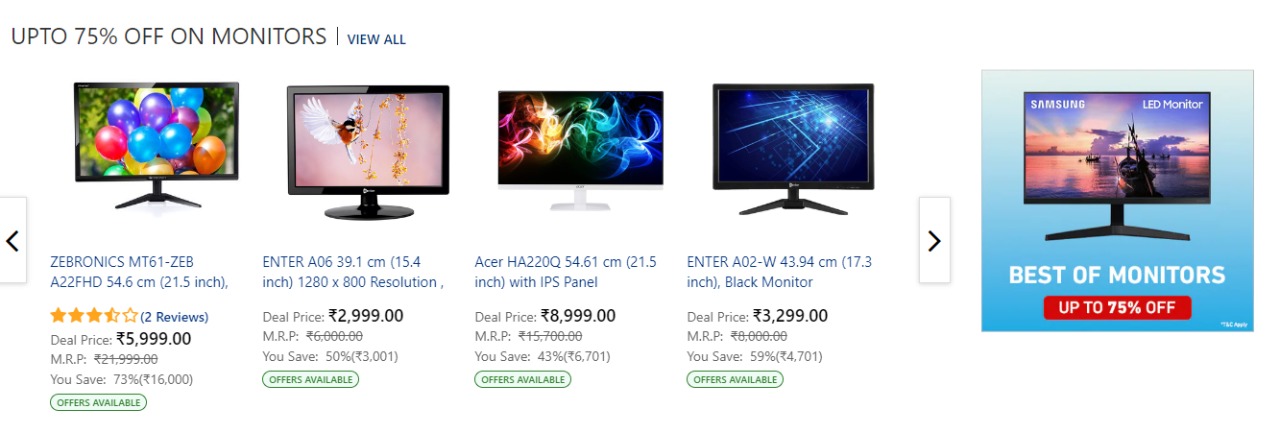 UPTO 75% OFF ON MONITORS | VIEW ALL
ZEBRONICS MT61-ZEB
A22FHD 54.6 cm (21.5 inch),
(2 Reviews)
Deal Price: ₹5,999.00
M.R.P: ₹21,999.00
You Save: 73%(₹16,000)
OFFERS AVAILABLE
ENTER A06 39.1 cm (15.4
inch) 1280 x 800 Resolution ,
Deal Price: ₹2,999.00
M.R.P: ₹6,000.00
You Save: 50%(₹3,001)
OFFERS AVAILABLE
Acer HA220Q 54.61 cm (21.5
inch) with IPS Panel
Deal Price: ₹8,999.00
M.R.P: ₹15,700.00
You Save: 43%(₹6,701)
OFFERS AVAILABLE
ENTER A02-W 43.94 cm (17.3
inch), Black Monitor
Deal Price: ₹3,299.00
M.R.P: ₹8,000.00
You Save: 59%(₹4,701)
OFFERS AVAILABLE
SAMSUNG LED Monitor
BEST OF MONITORS
UP TO 75% OFF
*T&C Apply